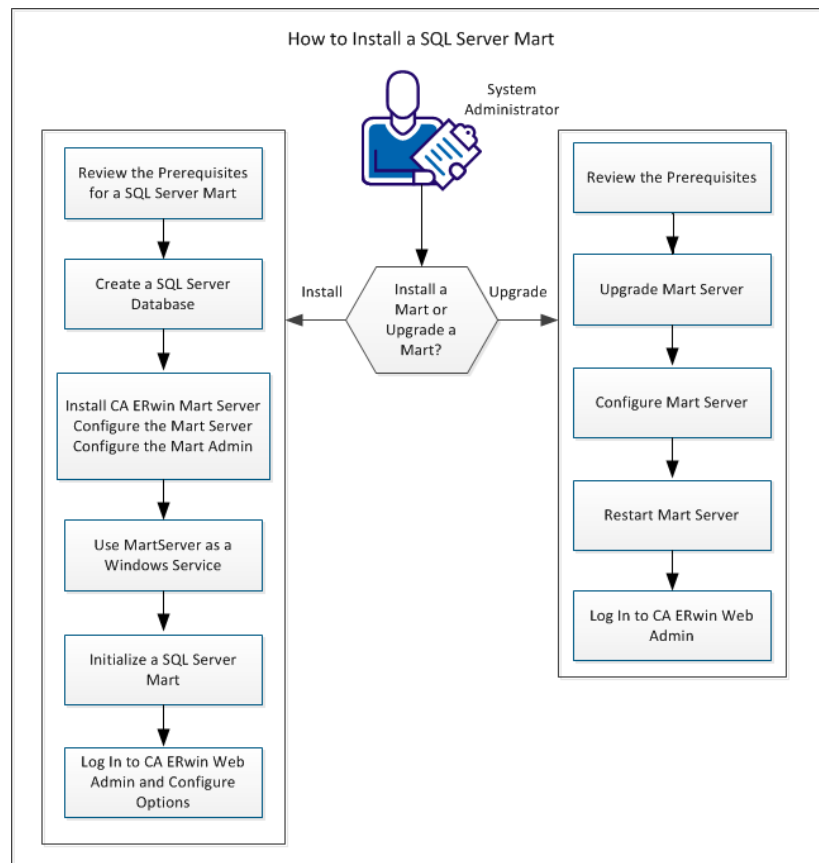 How to Install a SQL Server Mart
System
Administrator
Install a
Mart or
Upgrade a
Mart?
Install
Upgrade
Review the Prerequisites
for a SQL Server Mart
Create a SQL Server
Database
Install CA ERwin Mart Server
Configure the Mart Server
Configure the Mart Admin
Use MartServer as a
Windows Service
Initialize a SQL Server
Mart
Log In to CA ERwin Web
Admin and Configure
Options
Review the Prerequisites
Upgrade Mart Server
Configure Mart Server
Restart Mart Server
Log In to CA ERwin Web
Admin